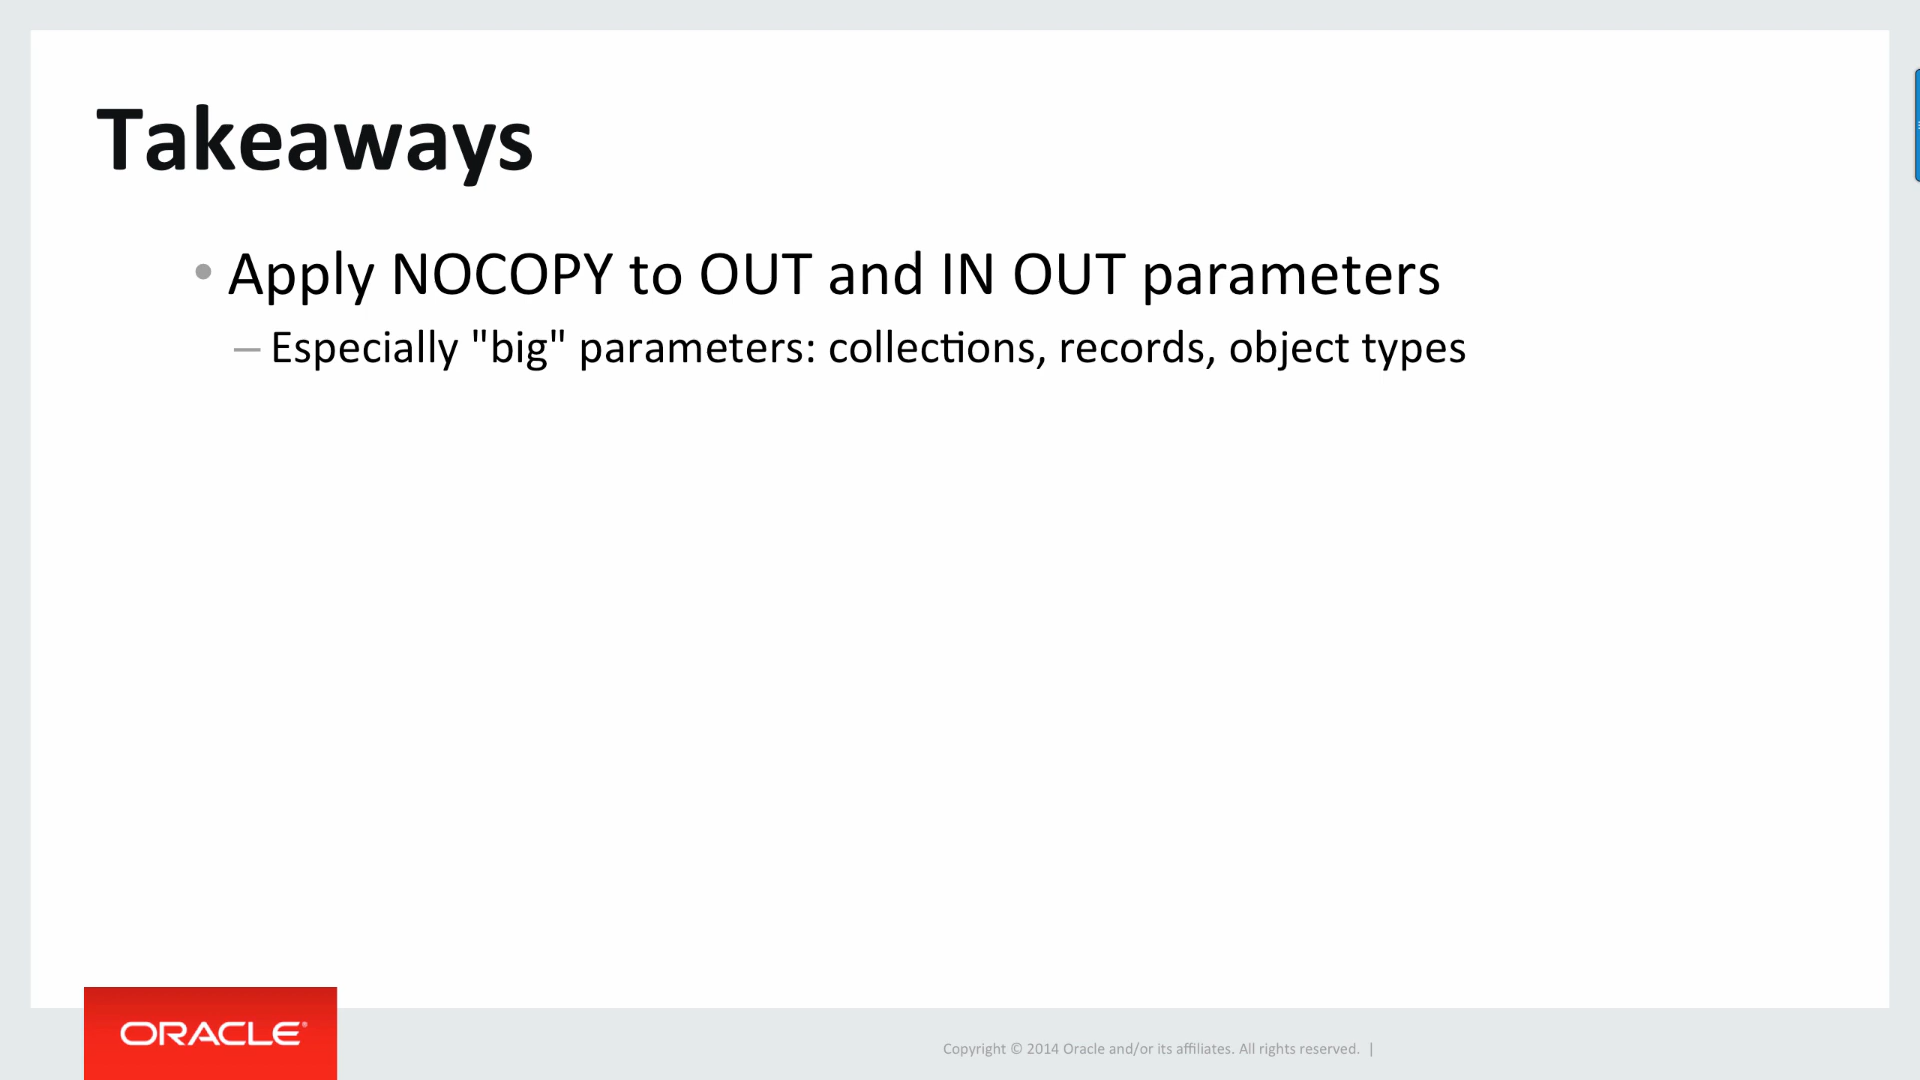 Takeaways
• Apply NOCOPY to OUT and IN OUT parameters
– Especially "big" parameters: collections, records, object types
ORACLE®
Copyright © 2014 Oracle and/or its affiliates. All rights reserved. |